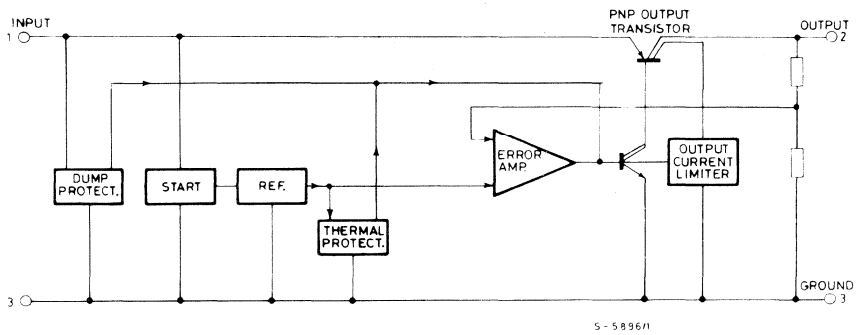 PNP OUTPUT
TRANSISTOR
INPUT
1
OUTPUT
2
DUMP
PROTECT.
START
REF.
THERMAL
PROTECT.
ERROR
AMP.
OUTPUT
CURRENT
LIMITER
3
GROUND
3
S-5896/1